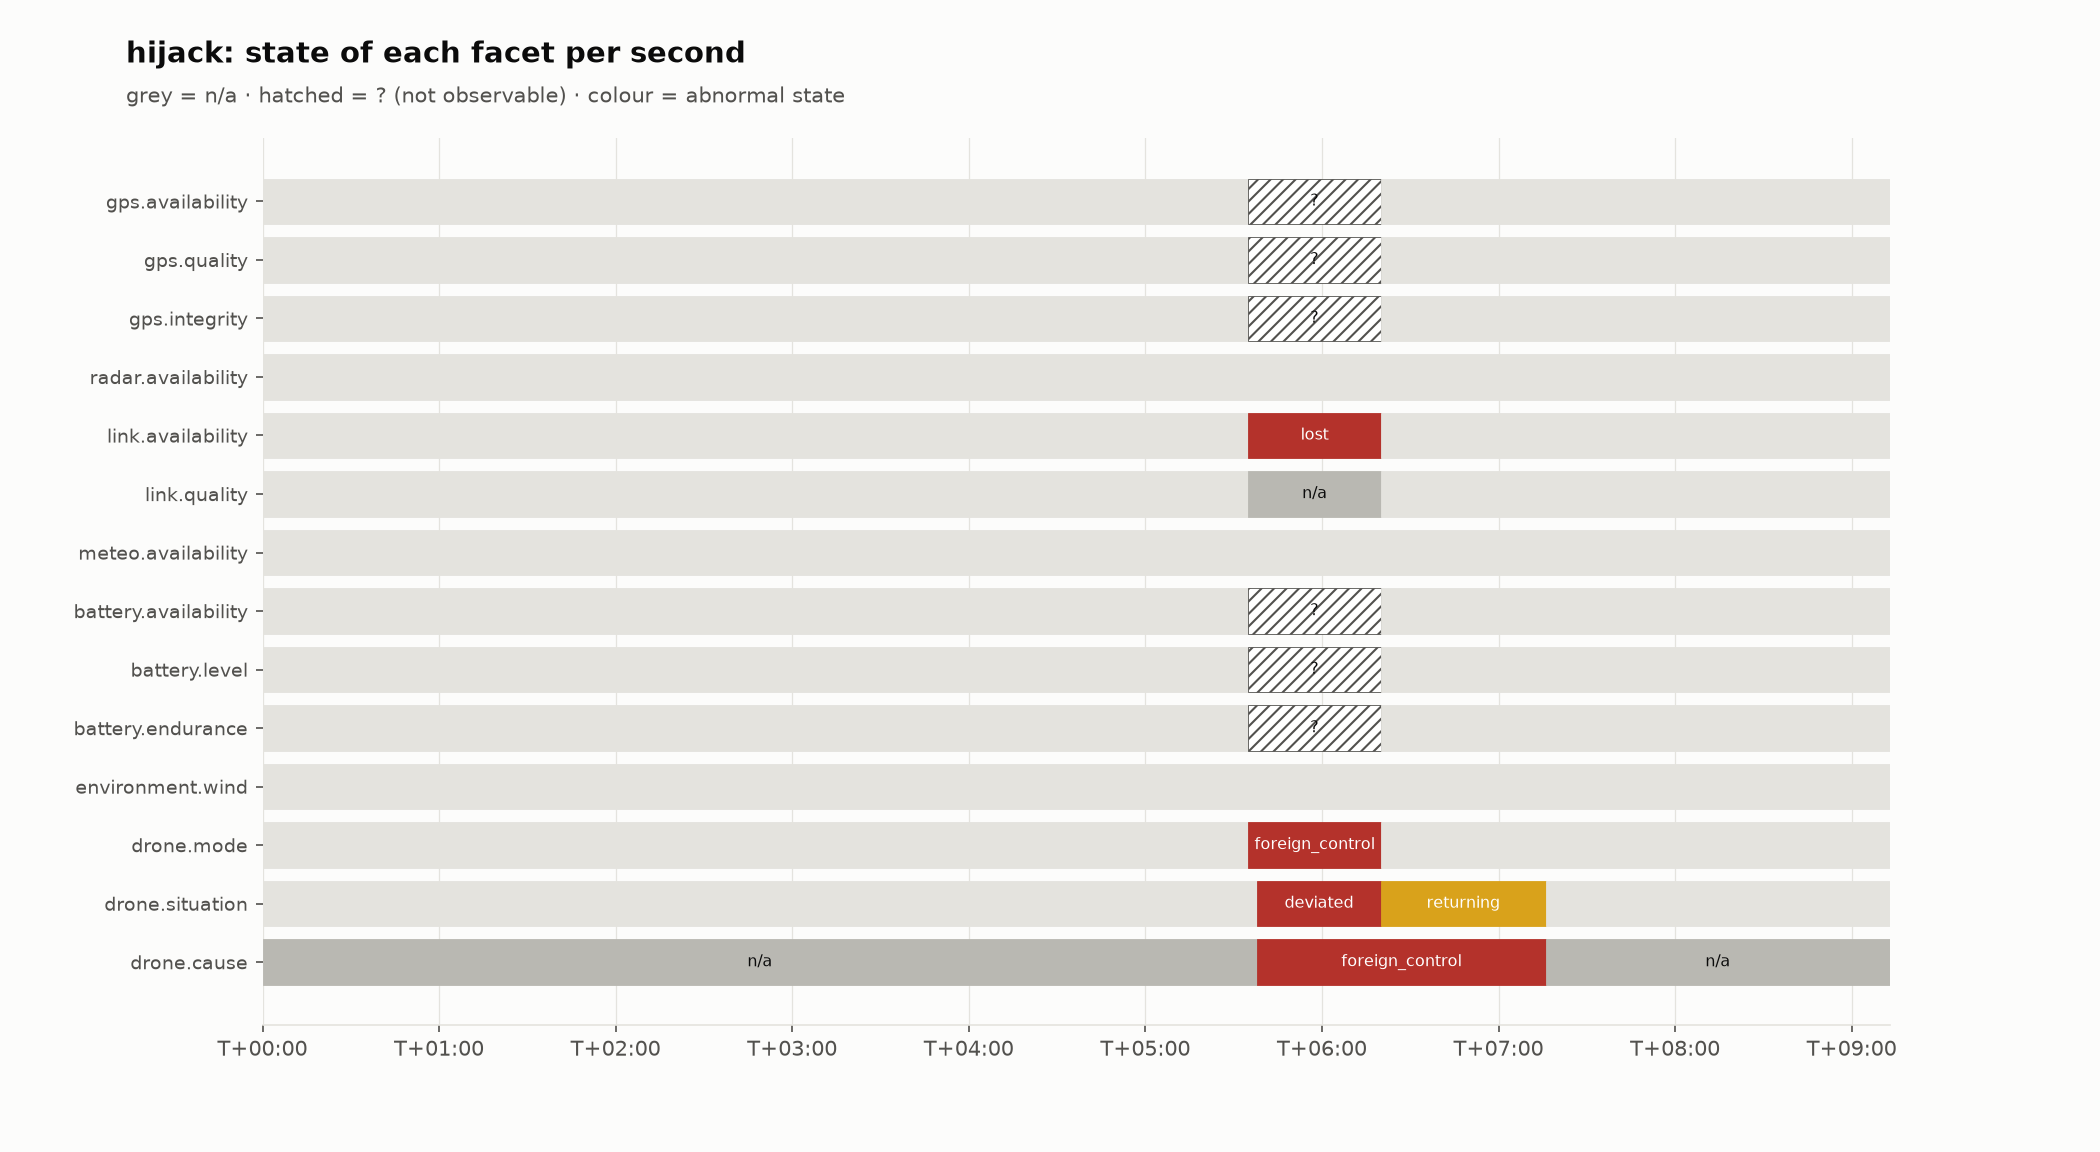 hijack: state of each facet per second
grey = n/a · hatched = ? (not observable) · colour = abnormal state
gps.availability ?
gps.quality ?
gps.integrity ?
radar.availability
link.availability lost
link.quality n/a
meteo.availability
battery.availability ?
battery.level ?
battery.endurance ?
environment.wind
drone.mode foreign_control
drone.situation deviated returning
drone.cause n/a foreign_control n/a
T+00:00 T+01:00 T+02:00 T+03:00 T+04:00 T+05:00 T+06:00 T+07:00 T+08:00 T+09:00